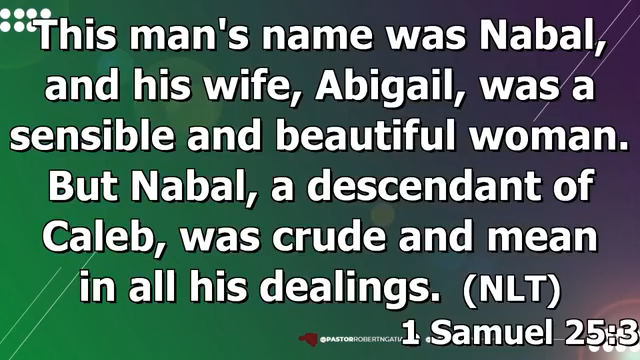 This man's name was Nabal,
and his wife, Abigail, was a
sensible and beautiful woman.
But Nabal, a descendant of
Caleb, was crude and mean
in all his dealings. (NLT)
1 Samuel 25:3